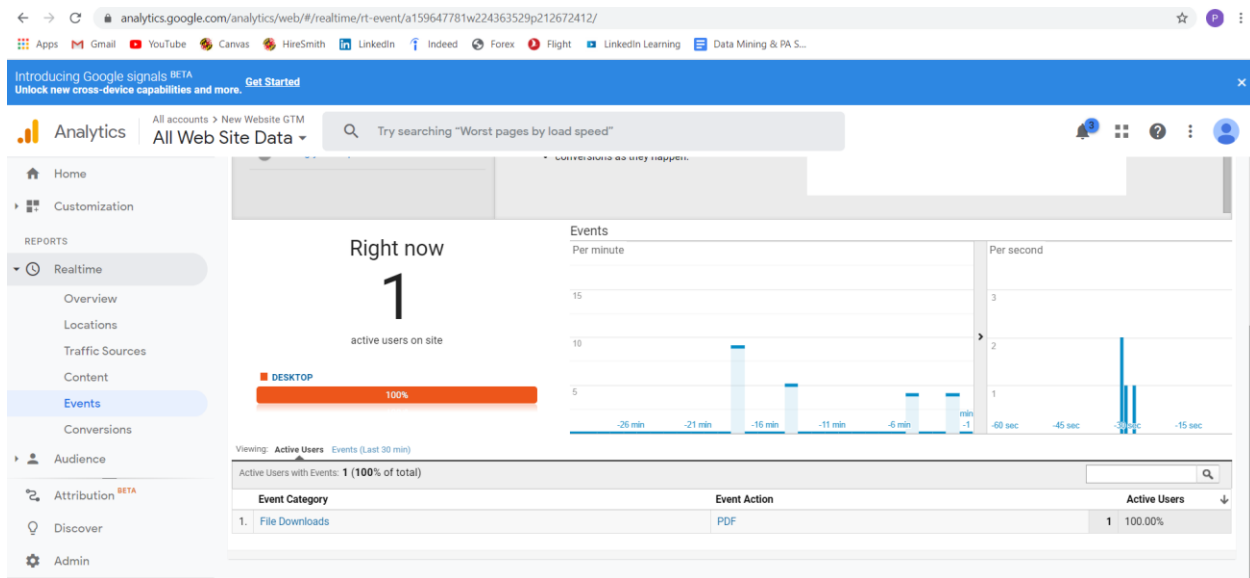 analytics.google.com/analytics/web/#/realtime/rt-event/a159647781w224363529p212672412/
P
Apps Gmail YouTube Canvas HireSmith LinkedIn Indeed Forex Flight LinkedIn Learning Data Mining & PA S...
Introducing Google signals BETA
Unlock new cross-device capabilities and more. Get Started
Analytics
All accounts > New Website GTM
All Web Site Data
Try searching "Worst pages by load speed"
3
Home
Customization
REPORTS
Realtime
Overview
Locations
Traffic Sources
Content
Events
Conversions
Audience
Attribution BETA
Discover
Admin
conversions as they happen.
Right now
1
active users on site
DESKTOP
100%
Events
Per minute
15
10
5
-26 min -21 min -16 min -11 min -6 min min -1
Per second
3
2
1
-60 sec -45 sec -30 sec -15 sec
Viewing: Active Users Events (Last 30 min)
Active Users with Events: 1 (100% of total)
Event Category Event Action Active Users
1. File Downloads PDF 1 100.00%